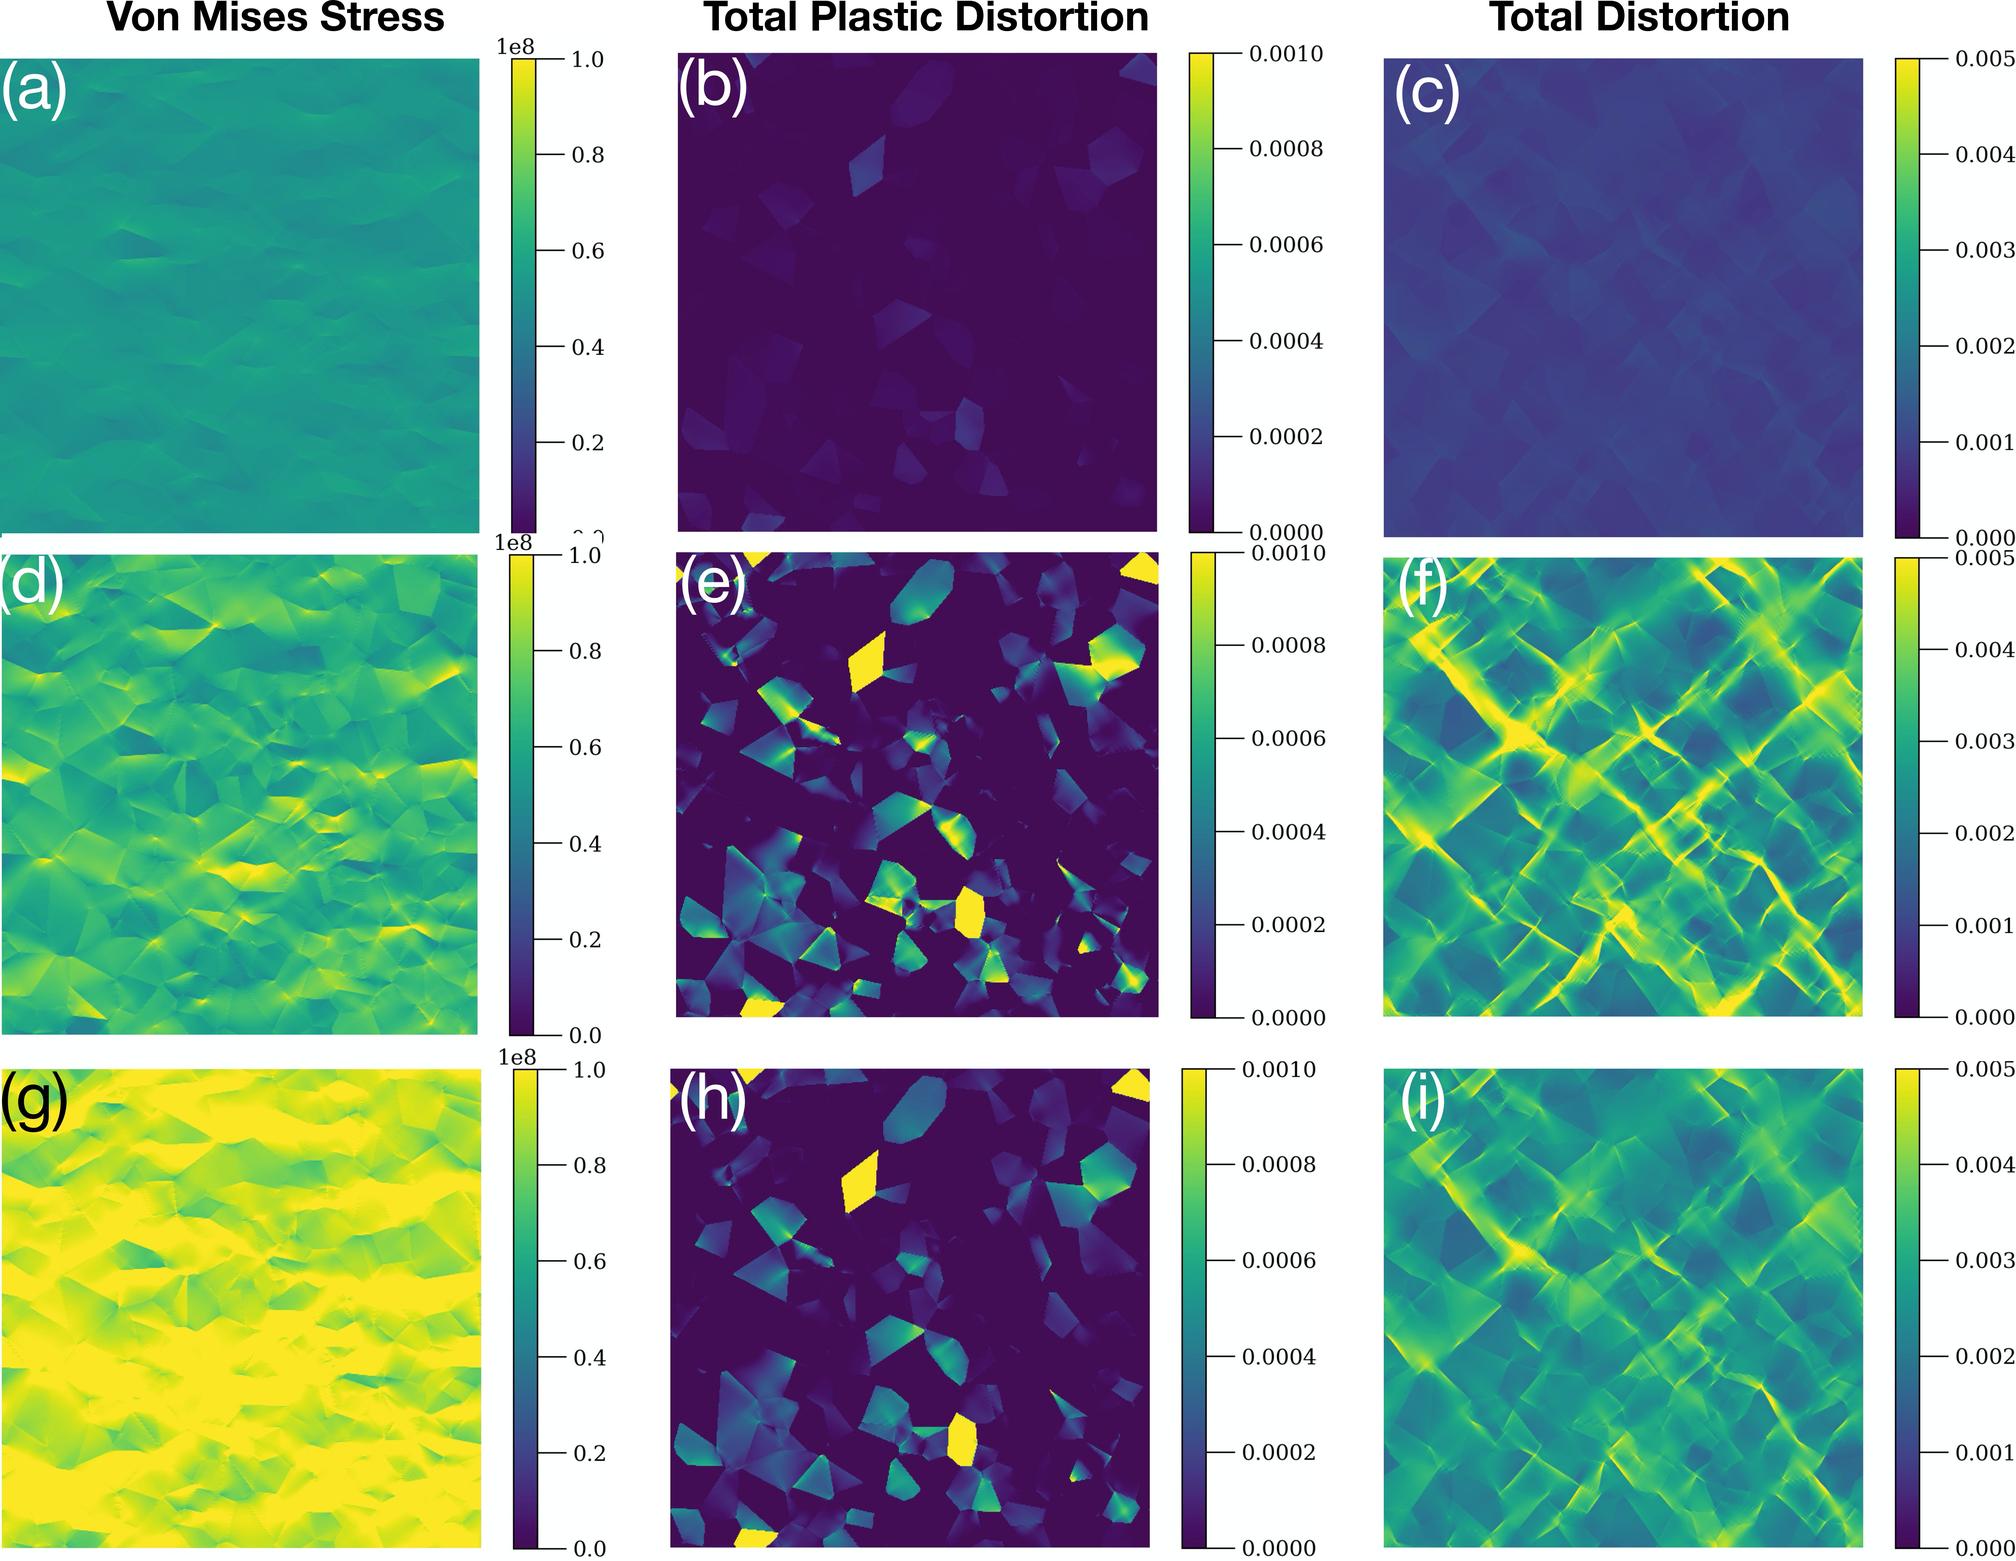 Von Mises Stress Total Plastic Distortion Total Distortion
(a) 1e8 1.0 0.8 0.6 0.4 0.2
(b) 0.0010 0.0008 0.0006 0.0004 0.0002 0.0000
(c) 0.005 0.004 0.003 0.002 0.001 0.000
(d) 1e8 1.0 0.8 0.6 0.4 0.2 0.0
(e) 0.0010 0.0008 0.0006 0.0004 0.0002 0.0000
(f) 0.005 0.004 0.003 0.002 0.001 0.000
(g) 1e8 1.0 0.8 0.6 0.4 0.2 0.0
(h) 0.0010 0.0008 0.0006 0.0004 0.0002 0.0000
(i) 0.005 0.004 0.003 0.002 0.001 0.000